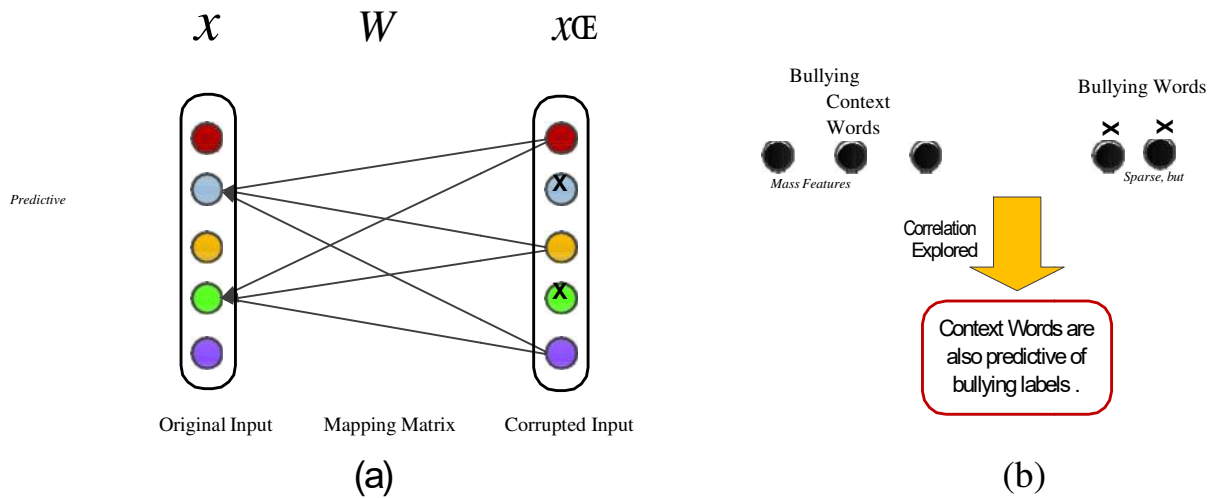 x W xŒ
Predictive
X
X
Original Input Mapping Matrix Corrupted Input
(a)
Bullying
Context
Words
Mass Features
Bullying Words
X X
Sparse, but
Correlation
Explored
Context Words are
also predictive of
bullying labels .
(b)